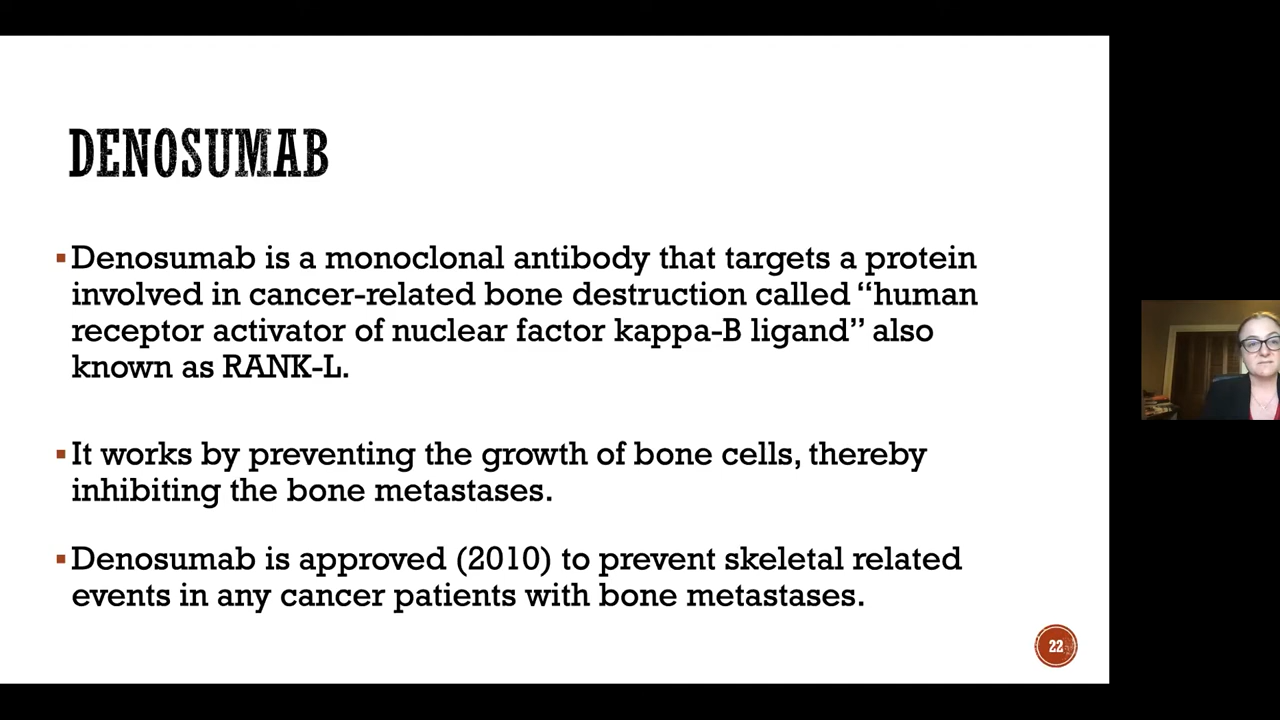 DENOSUMAB
▪Denosumab is a monoclonal antibody that targets a protein
involved in cancer-related bone destruction called “human
receptor activator of nuclear factor kappa-B ligand” also
known as RANK-L.
▪It works by preventing the growth of bone cells, thereby
inhibiting the bone metastases.
▪Denosumab is approved (2010) to prevent skeletal related
events in any cancer patients with bone metastases.
22